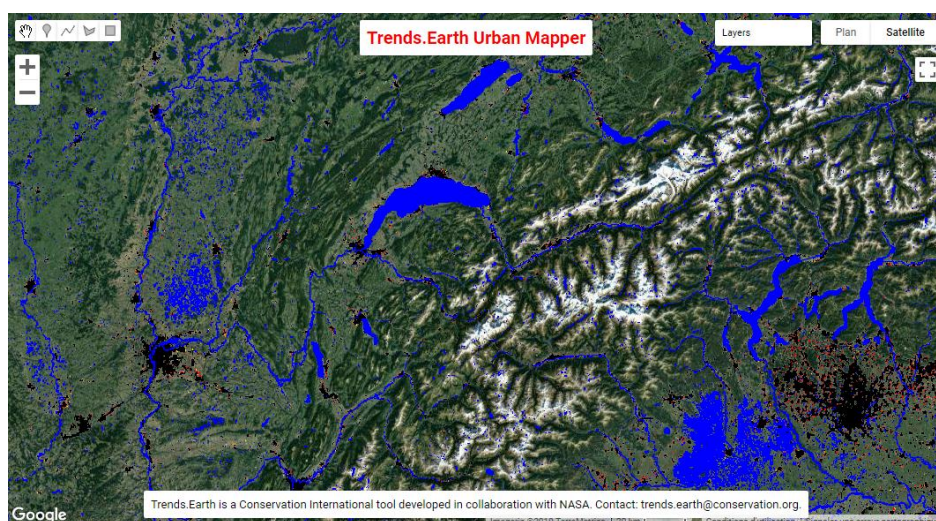 Trends.Earth Urban Mapper
Layers
Plan
Satellite
Trends.Earth is a Conservation International tool developed in collaboration with NASA. Contact: trends.earth@conservation.org.
Google